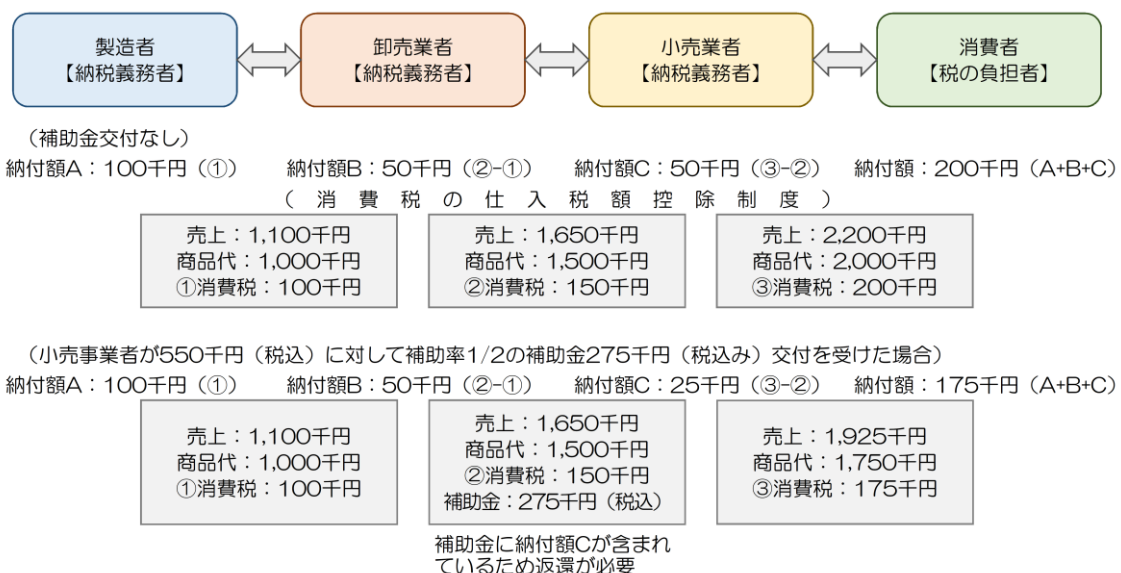 製造者
【納税義務者】
卸売業者
【納税義務者】
小売業者
【納税義務者】
消費者
【税の負担者】
（補助金交付なし）
納付額A：100千円（①） 納付額B：50千円（②-①） 納付額C：50千円（③-②） 納付額：200千円（A+B+C）
（消費税の仕入税額控除制度）
売上：1,100千円
商品代：1,000千円
①消費税：100千円
売上：1,650千円
商品代：1,500千円
②消費税：150千円
売上：2,200千円
商品代：2,000千円
③消費税：200千円
（小売事業者が550千円（税込）に対して補助率1/2の補助金275千円（税込み）交付を受けた場合）
納付額A：100千円（①） 納付額B：50千円（②-①） 納付額C：25千円（③-②） 納付額：175千円（A+B+C）
売上：1,100千円
商品代：1,000千円
①消費税：100千円
売上：1,650千円
商品代：1,500千円
②消費税：150千円
補助金：275千円（税込）
売上：1,925千円
商品代：1,750千円
③消費税：175千円
補助金に納付額Cが含まれ
ているため返還が必要